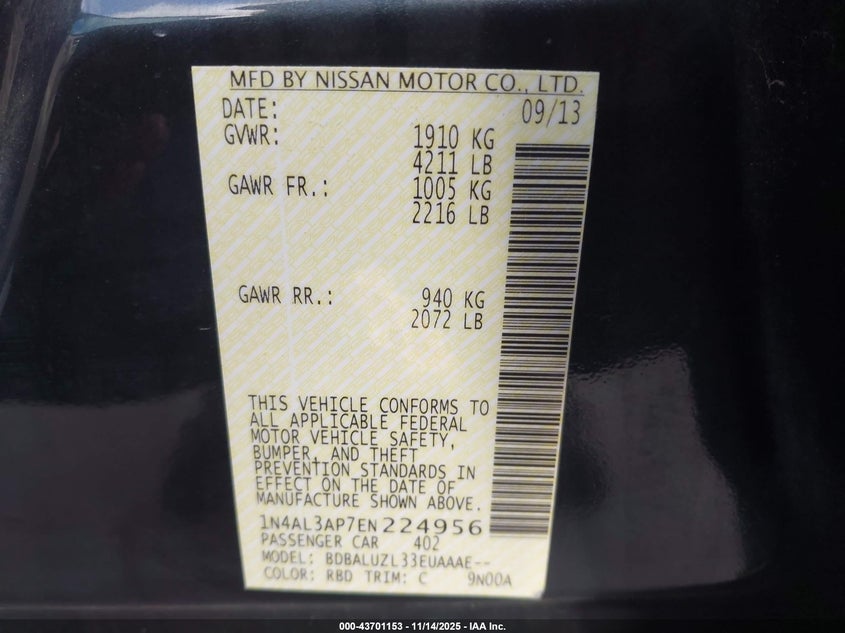 MFD BY NISSAN MOTOR CO., LTD.
DATE: 09/13
GVWR: 1910 KG
4211 LB
GAWR FR.: 1005 KG
2216 LB
GAWR RR.: 940 KG
2072 LB
THIS VEHICLE CONFORMS TO
ALL APPLICABLE FEDERAL
MOTOR VEHICLE SAFETY,
BUMPER, AND THEFT
PREVENTION STANDARDS IN
EFFECT ON THE DATE OF
MANUFACTURE SHOWN ABOVE.
1N4AL3AP7EN224956
PASSENGER CAR 402
MODEL: BDBALUZL33EUAAAE--
COLOR: RBD TRIM: C 9N00A
000-43701153 - 11/14/2025 - IAA Inc.